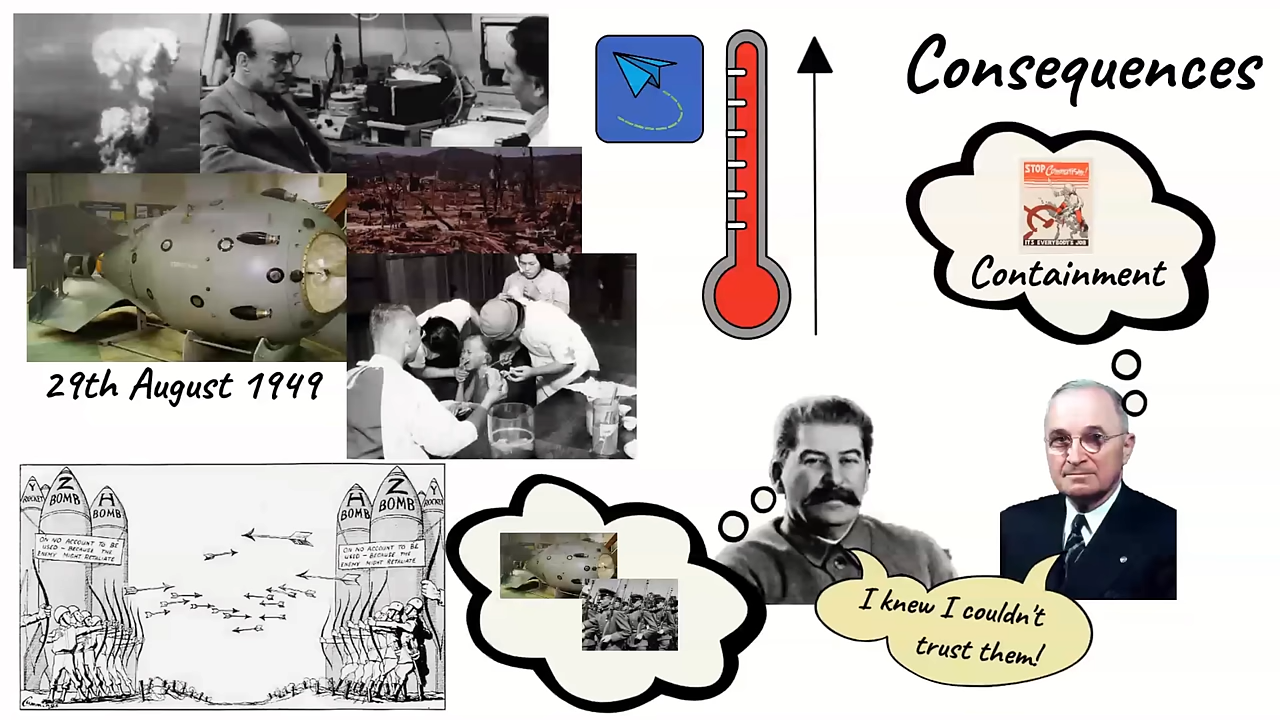 Consequences
STOP Communism!
IT'S EVERYBODY'S JOB
Containment
29th August 1949
Y
ROCKET
Z
BOMB
H
BOMB
ON NO ACCOUNT TO BE
USED – BECAUSE THE
ENEMY MIGHT RETALIATE
H
BOMB
Z
BOMB
Y
ROCKET
ON NO ACCOUNT TO BE
USED – BECAUSE THE
ENEMY MIGHT RETALIATE
I knew I couldn't
trust them!